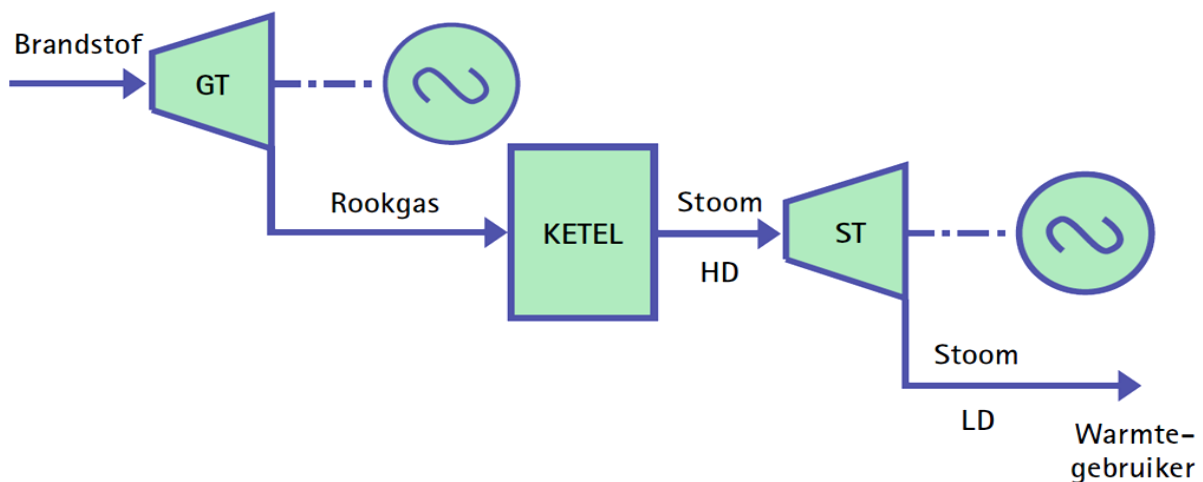 Brandstof
GT
Rookgas
KETEL
Stoom
HD
ST
Stoom
LD
Warmte-
gebruiker